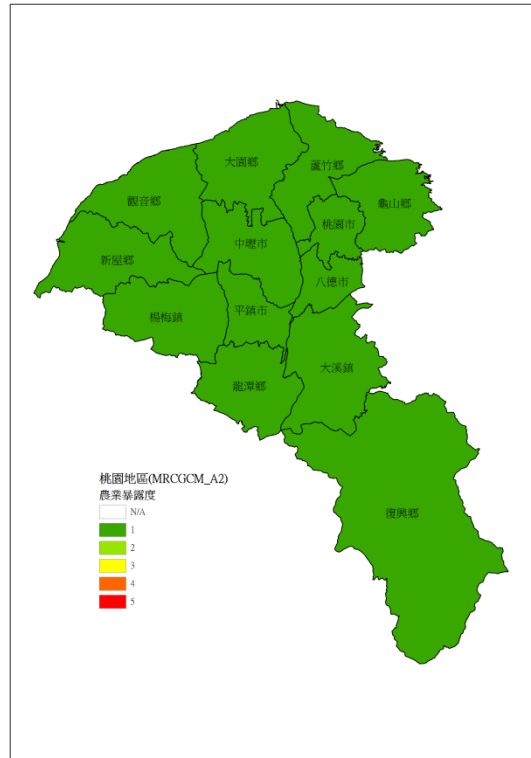 大園鄉
蘆竹鄉
觀音鄉
龜山鄉
桃園市
中壢市
新屋鄉
八德市
平鎮市
楊梅鎮
大溪鎮
龍潭鄉
復興鄉
桃園地區(MRCGCM_A2)
農業暴露度
N/A
1
2
3
4
5